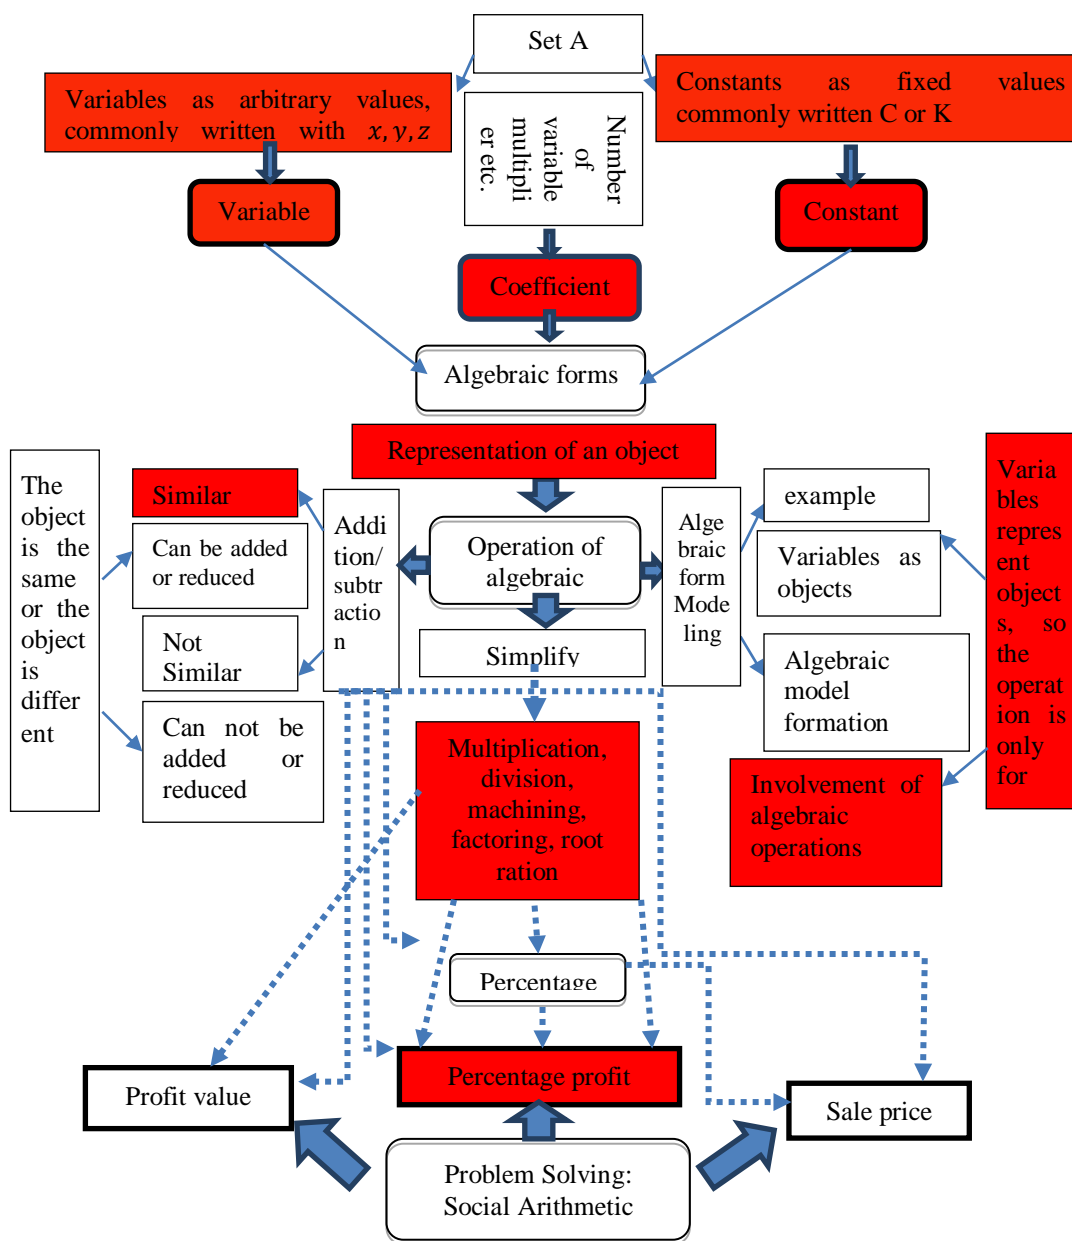 Set A
Variables as arbitrary values,
commonly written with x, y, z
Constants as fixed values
commonly written C or K
Number
of
variable
multipli
er etc.
Variable
Constant
Coefficient
Algebraic forms
Representation of an object
The
object
is the
same
or the
object
is
differ
ent
Similar
Can be added
or reduced
Not
Similar
Can not be
added or
reduced
Addi
tion/
subtr
actio
n
Operation of
algebraic
Simplify
Alge
braic
form
Mode
ling
example
Variables as
objects
Algebraic
model
formation
Varia
bles
repres
ent
object
s, so
the
operat
ion is
only
for
Involvement of
algebraic
operations
Multiplication,
division,
machining,
factoring, root
ration
Percentage
Profit value
Percentage profit
Sale price
Problem Solving:
Social Arithmetic